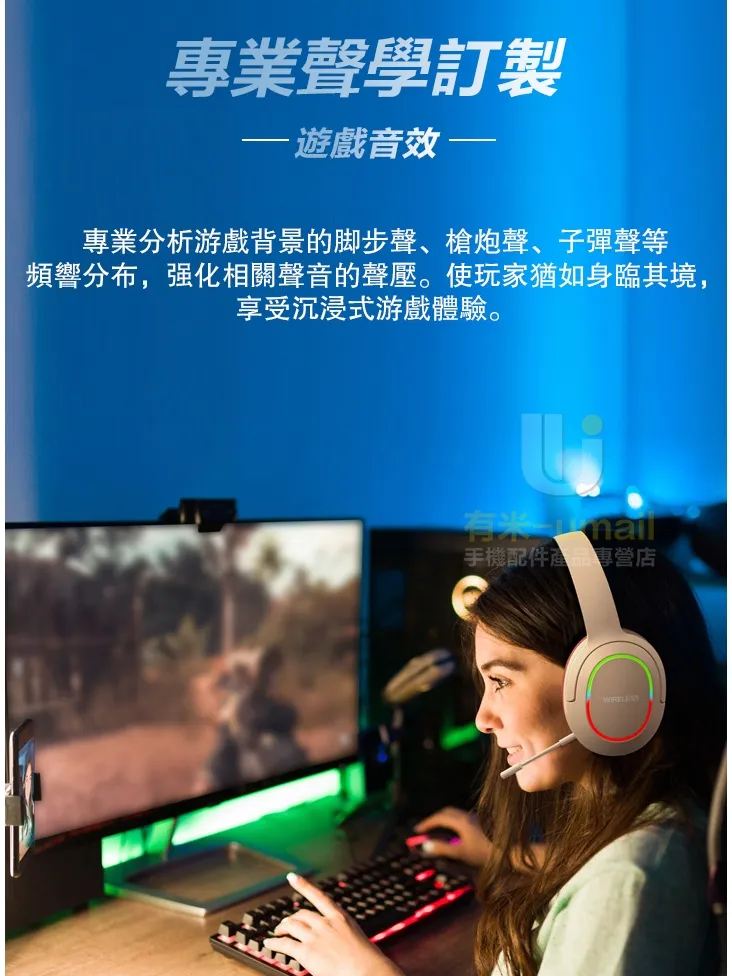 專業聲學訂製
遊戲音效
專業分析游戲背景的脚步聲、槍炮聲、子彈聲等
頻響分布，强化相關聲音的聲壓。使玩家猶如身臨其境，
享受沉浸式游戲體驗。
有米-umail
手機配件產品專營店
WIRELESS